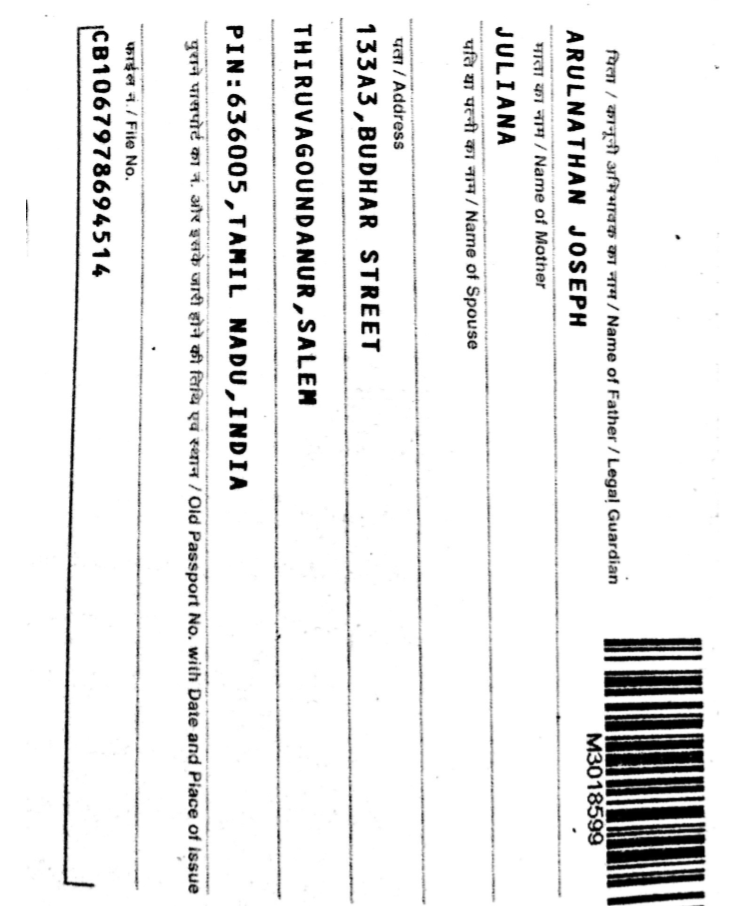 पिता / कानूनी अभिभावक का नाम / Name of Father / Legal Guardian
ARULNATHAN JOSEPH
माता का नाम / Name of Mother
JULIANA
पति या पत्नी का नाम / Name of Spouse
पता / Address
133A3,BUDHAR STREET
THIRUVAGOUNDANUR,SALEM
PIN:636005,TAMIL NADU,INDIA
पुराने पासपोर्ट का नं. और इसके जारी होने की तिथि एवं स्थान / Old Passport No. with Date and Place of issue
फाईल नं./ File No.
CB1067978694514
M3018599